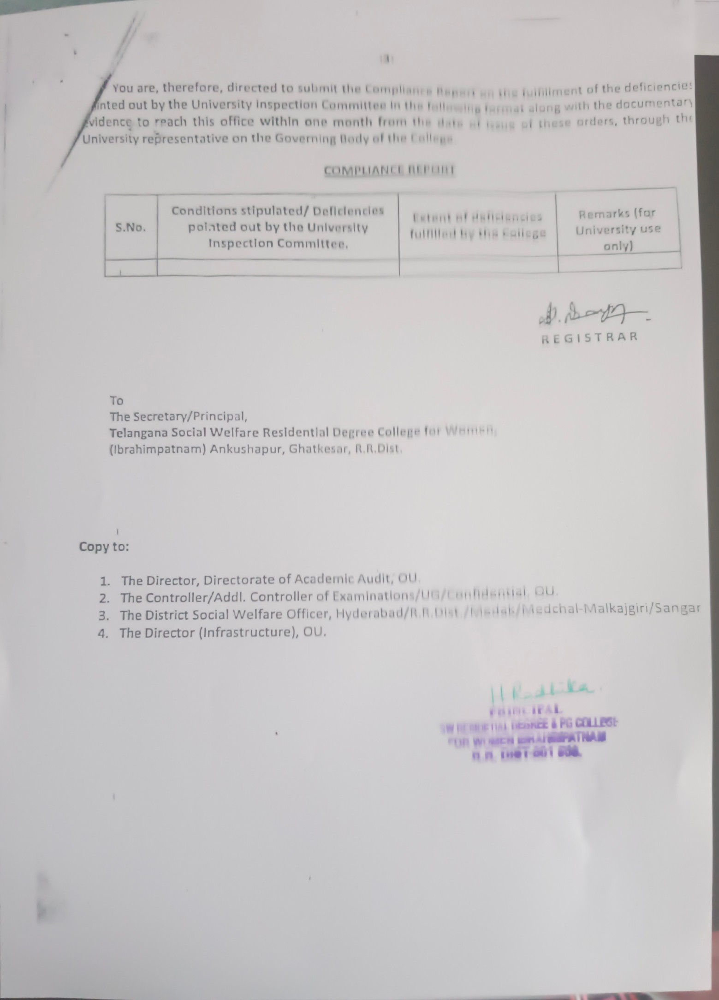 :3:
You are, therefore, directed to submit the Compliance Report on the fulfillment of the deficiencies
inted out by the University Inspection Committee in the following format along with the documentary
evidence to reach this office within one month from the date of issue of these orders, through the
University representative on the Governing Body of the College
COMPLIANCE REPORT
S.No.
Conditions stipulated/ Deficiencies
pointed out by the University
Inspection Committee.
Extent of deficiencies
fulfilled by the College
Remarks (for
University use
only)
REGISTRAR
To
The Secretary/Principal,
Telangana Social Welfare Residential Degree College for Women,
(Ibrahimpatnam) Ankushapur, Ghatkesar, R.R.Dist.
Copy to:
1. The Director, Directorate of Academic Audit, OU.
2. The Controller/Addl. Controller of Examinations/UG/Confidential, OU.
3. The District Social Welfare Officer, Hyderabad/R.R.Dist./Medak/Medchal-Malkajgiri/Sangar
4. The Director (Infrastructure), OU.
H Radhika.
PRINCIPAL
DEGREE & PG COLLEGE
FOR WOMEN IBRAHIMPATNAM
R.R. DIST